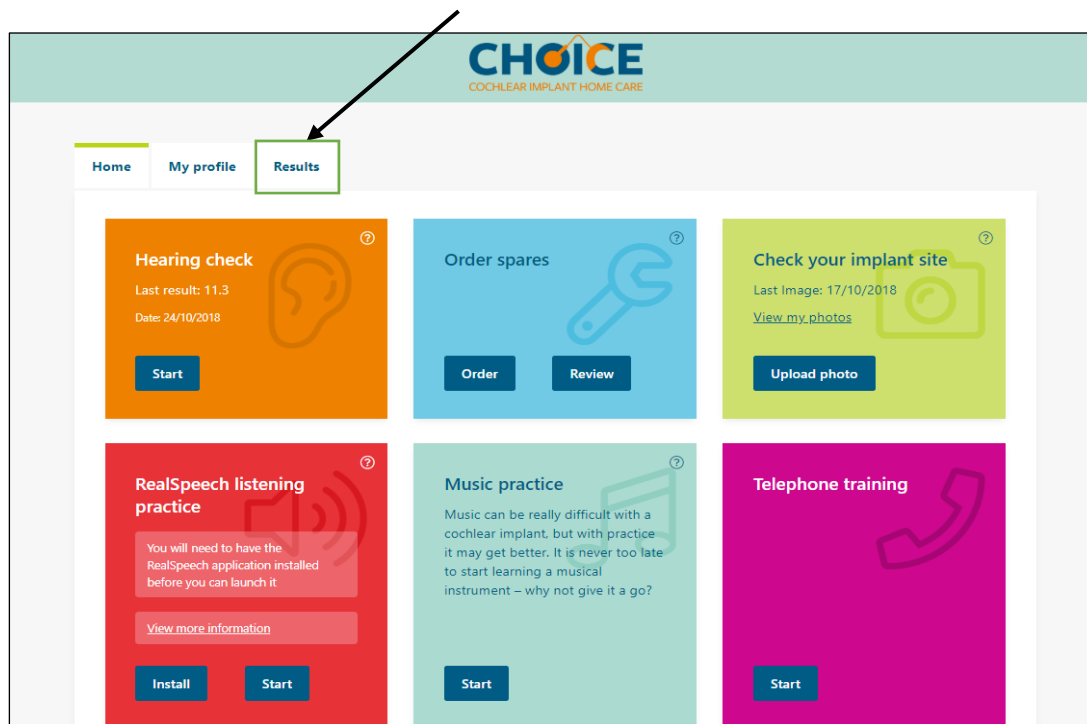 CHOICE
COCHLEAR IMPLANT HOME CARE
Home
My profile
Results
?
Hearing check
Last result: 11.3
Date: 24/10/2018
Start
?
Order spares
Order
Review
?
Check your implant site
Last Image: 17/10/2018
View my photos
Upload photo
?
RealSpeech listening
practice
You will need to have the
RealSpeech application installed
before you can launch it
View more information
Install
Start
?
Music practice
Music can be really difficult with a
cochlear implant, but with practice
it may get better. It is never too late
to start learning a musical
instrument – why not give it a go?
Start
Telephone training
Start